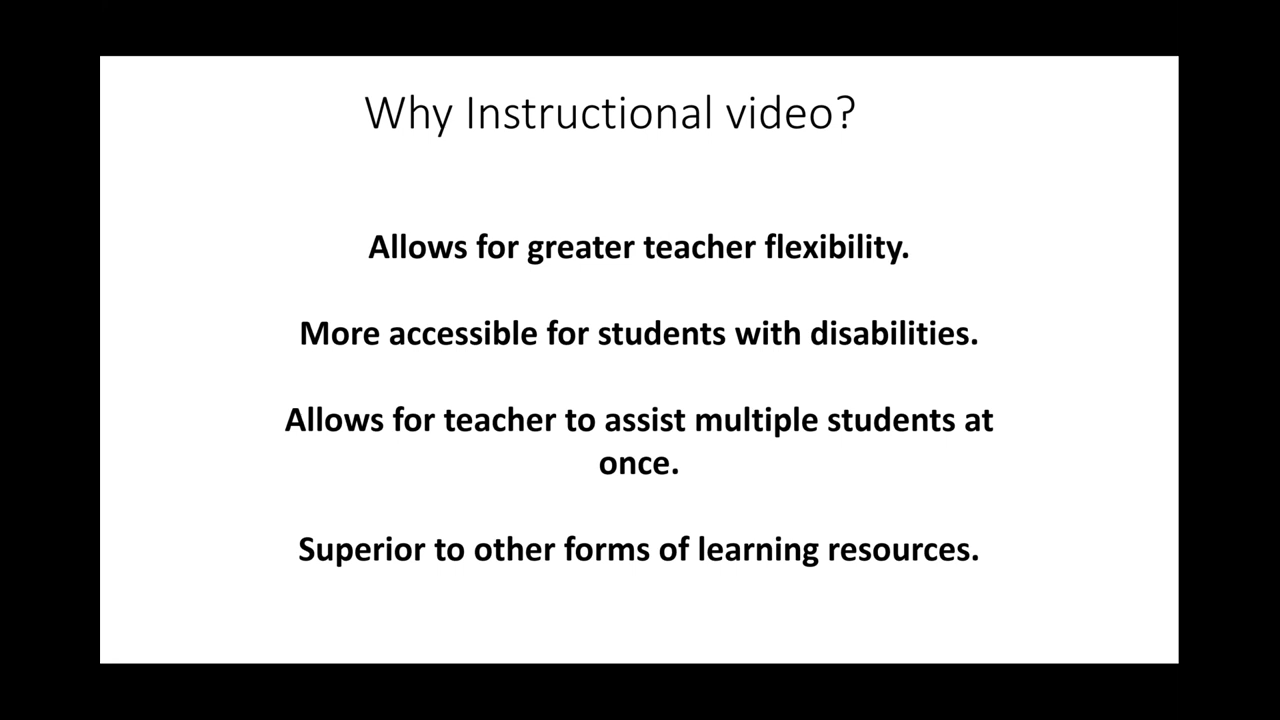 Why Instructional video?
Allows for greater teacher flexibility.
More accessible for students with disabilities.
Allows for teacher to assist multiple students at
once.
Superior to other forms of learning resources.